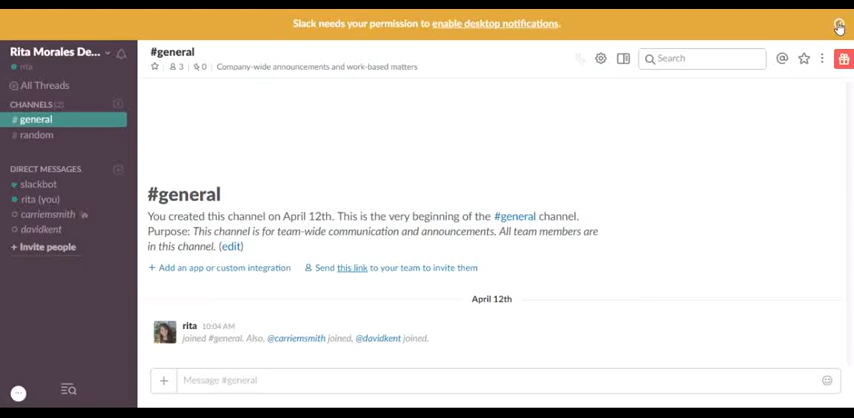 Slack needs your permission to enable desktop notifications.
Rita Morales De...
rita
All Threads
CHANNELS (2)
# general
# random
DIRECT MESSAGES
slackbot
rita (you)
carriemsmith
davidkent
+ Invite people
#general
3 | 0 | Company-wide announcements and work-based matters
Search
#general
You created this channel on April 12th. This is the very beginning of the #general channel.
Purpose: This channel is for team-wide communication and announcements. All team members are
in this channel. (edit)
+ Add an app or custom integration Send this link to your team to invite them
April 12th
rita 10:04 AM
joined #general. Also, @carriemsmith joined, @davidkent joined.
+ Message #general